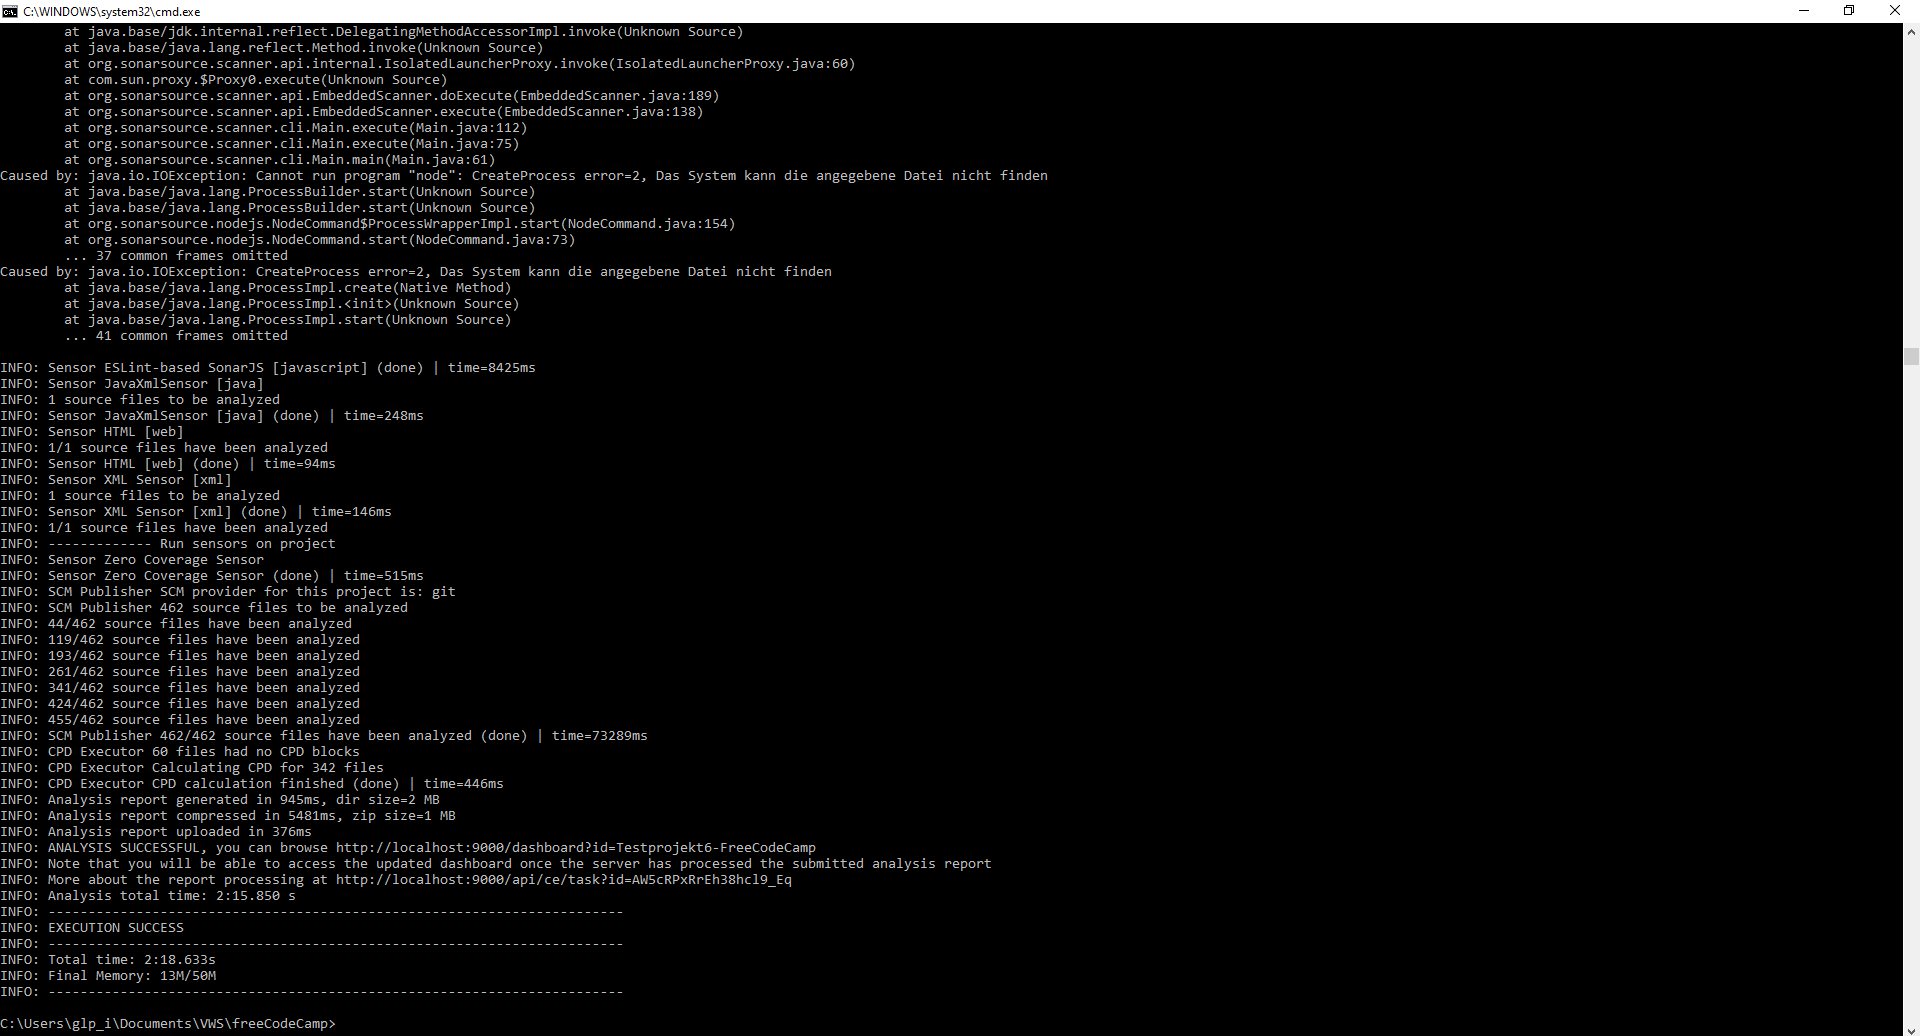 C:\WINDOWS\system32\cmd.exe
at java.base/jdk.internal.reflect.DelegatingMethodAccessorImpl.invoke(Unknown Source)
at java.base/java.lang.reflect.Method.invoke(Unknown Source)
at org.sonarsource.scanner.api.internal.IsolatedLauncherProxy.invoke(IsolatedLauncherProxy.java:60)
at com.sun.proxy.$Proxy0.execute(Unknown Source)
at org.sonarsource.scanner.api.EmbeddedScanner.doExecute(EmbeddedScanner.java:189)
at org.sonarsource.scanner.api.EmbeddedScanner.execute(EmbeddedScanner.java:138)
at org.sonarsource.scanner.cli.Main.execute(Main.java:112)
at org.sonarsource.scanner.cli.Main.execute(Main.java:75)
at org.sonarsource.scanner.cli.Main.main(Main.java:61)
Caused by: java.io.IOException: Cannot run program "node": CreateProcess error=2, Das System kann die angegebene Datei nicht finden
at java.base/java.lang.ProcessBuilder.start(Unknown Source)
at java.base/java.lang.ProcessBuilder.start(Unknown Source)
at org.sonarsource.nodejs.NodeCommand$ProcessWrapperImpl.start(NodeCommand.java:154)
at org.sonarsource.nodejs.NodeCommand.start(NodeCommand.java:73)
... 37 common frames omitted
Caused by: java.io.IOException: CreateProcess error=2, Das System kann die angegebene Datei nicht finden
at java.base/java.lang.ProcessImpl.create(Native Method)
at java.base/java.lang.ProcessImpl.<init>(Unknown Source)
at java.base/java.lang.ProcessImpl.start(Unknown Source)
... 41 common frames omitted
INFO: Sensor ESLint-based SonarJS [javascript] (done) | time=8425ms
INFO: Sensor JavaXmlSensor [java]
INFO: 1 source files to be analyzed
INFO: Sensor JavaXmlSensor [java] (done) | time=248ms
INFO: Sensor HTML [web]
INFO: 1/1 source files have been analyzed
INFO: Sensor HTML [web] (done) | time=94ms
INFO: Sensor XML Sensor [xml]
INFO: 1 source files to be analyzed
INFO: Sensor XML Sensor [xml] (done) | time=146ms
INFO: 1/1 source files have been analyzed
INFO: ------------- Run sensors on project
INFO: Sensor Zero Coverage Sensor
INFO: Sensor Zero Coverage Sensor (done) | time=515ms
INFO: SCM Publisher SCM provider for this project is: git
INFO: SCM Publisher 462 source files to be analyzed
INFO: 44/462 source files have been analyzed
INFO: 119/462 source files have been analyzed
INFO: 193/462 source files have been analyzed
INFO: 261/462 source files have been analyzed
INFO: 341/462 source files have been analyzed
INFO: 424/462 source files have been analyzed
INFO: 455/462 source files have been analyzed
INFO: SCM Publisher 462/462 source files have been analyzed (done) | time=73289ms
INFO: CPD Executor 60 files had no CPD blocks
INFO: CPD Executor Calculating CPD for 342 files
INFO: CPD Executor CPD calculation finished (done) | time=446ms
INFO: Analysis report generated in 945ms, dir size=2 MB
INFO: Analysis report compressed in 5481ms, zip size=1 MB
INFO: Analysis report uploaded in 376ms
INFO: ANALYSIS SUCCESSFUL, you can browse http://localhost:9000/dashboard?id=Testprojekt6-FreeCodeCamp
INFO: Note that you will be able to access the updated dashboard once the server has processed the submitted analysis report
INFO: More about the report processing at http://localhost:9000/api/ce/task?id=AW5cRPxRrEh38hcl9_Eq
INFO: Analysis total time: 2:15.850 s
INFO: ------------------------------------------------------------------------
INFO: EXECUTION SUCCESS
INFO: ------------------------------------------------------------------------
INFO: Total time: 2:18.633s
INFO: Final Memory: 13M/50M
INFO: ------------------------------------------------------------------------
C:\Users\glp_i\Documents\VWS\freeCodeCamp>